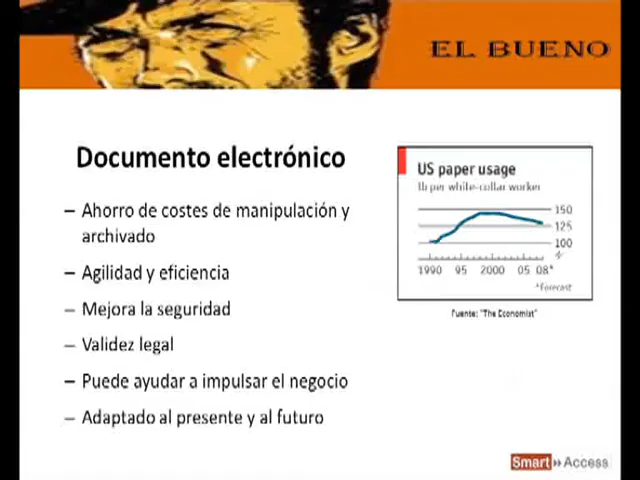 EL BUENO
Documento electrónico
– Ahorro de costes de manipulación y
archivado
– Agilidad y eficiencia
– Mejora la seguridad
– Validez legal
– Puede ayudar a impulsar el negocio
– Adaptado al presente y al futuro
US paper usage
lb per white-collar worker
150
125
100
1990 95 2000 05 08*
*Forecast
Fuente: "The Economist"
Smart Access